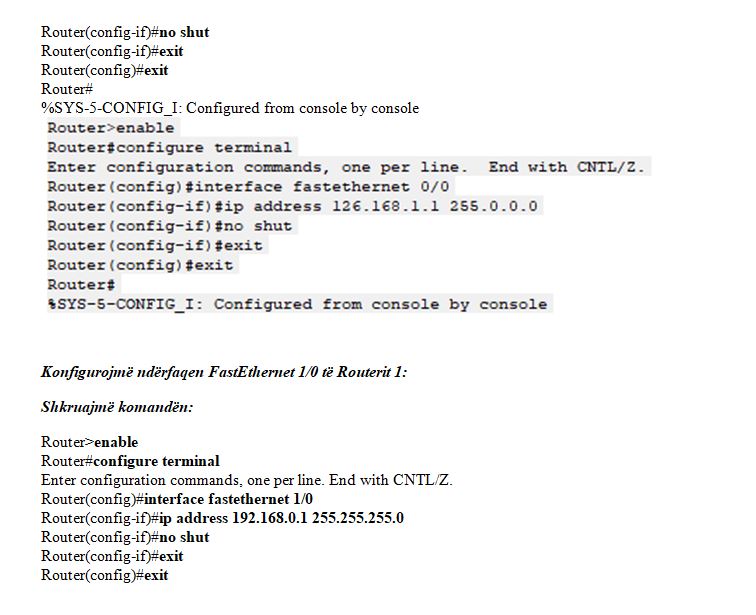 Router(config-if)#no shut
Router(config-if)#exit
Router(config)#exit
Router#
%SYS-5-CONFIG_I: Configured from console by console
Router>enable
Router#configure terminal
Enter configuration commands, one per line.  End with CNTL/Z.
Router(config)#interface fastethernet 0/0
Router(config-if)#ip address 126.168.1.1 255.0.0.0
Router(config-if)#no shut
Router(config-if)#exit
Router(config)#exit
Router#
%SYS-5-CONFIG_I: Configured from console by console
Konfigurojmë ndërfaqen FastEthernet 1/0 të Routerit 1:
Shkruajmë komandën:
Router>enable
Router#configure terminal
Enter configuration commands, one per line. End with CNTL/Z.
Router(config)#interface fastethernet 1/0
Router(config-if)#ip address 192.168.0.1 255.255.255.0
Router(config-if)#no shut
Router(config-if)#exit
Router(config)#exit